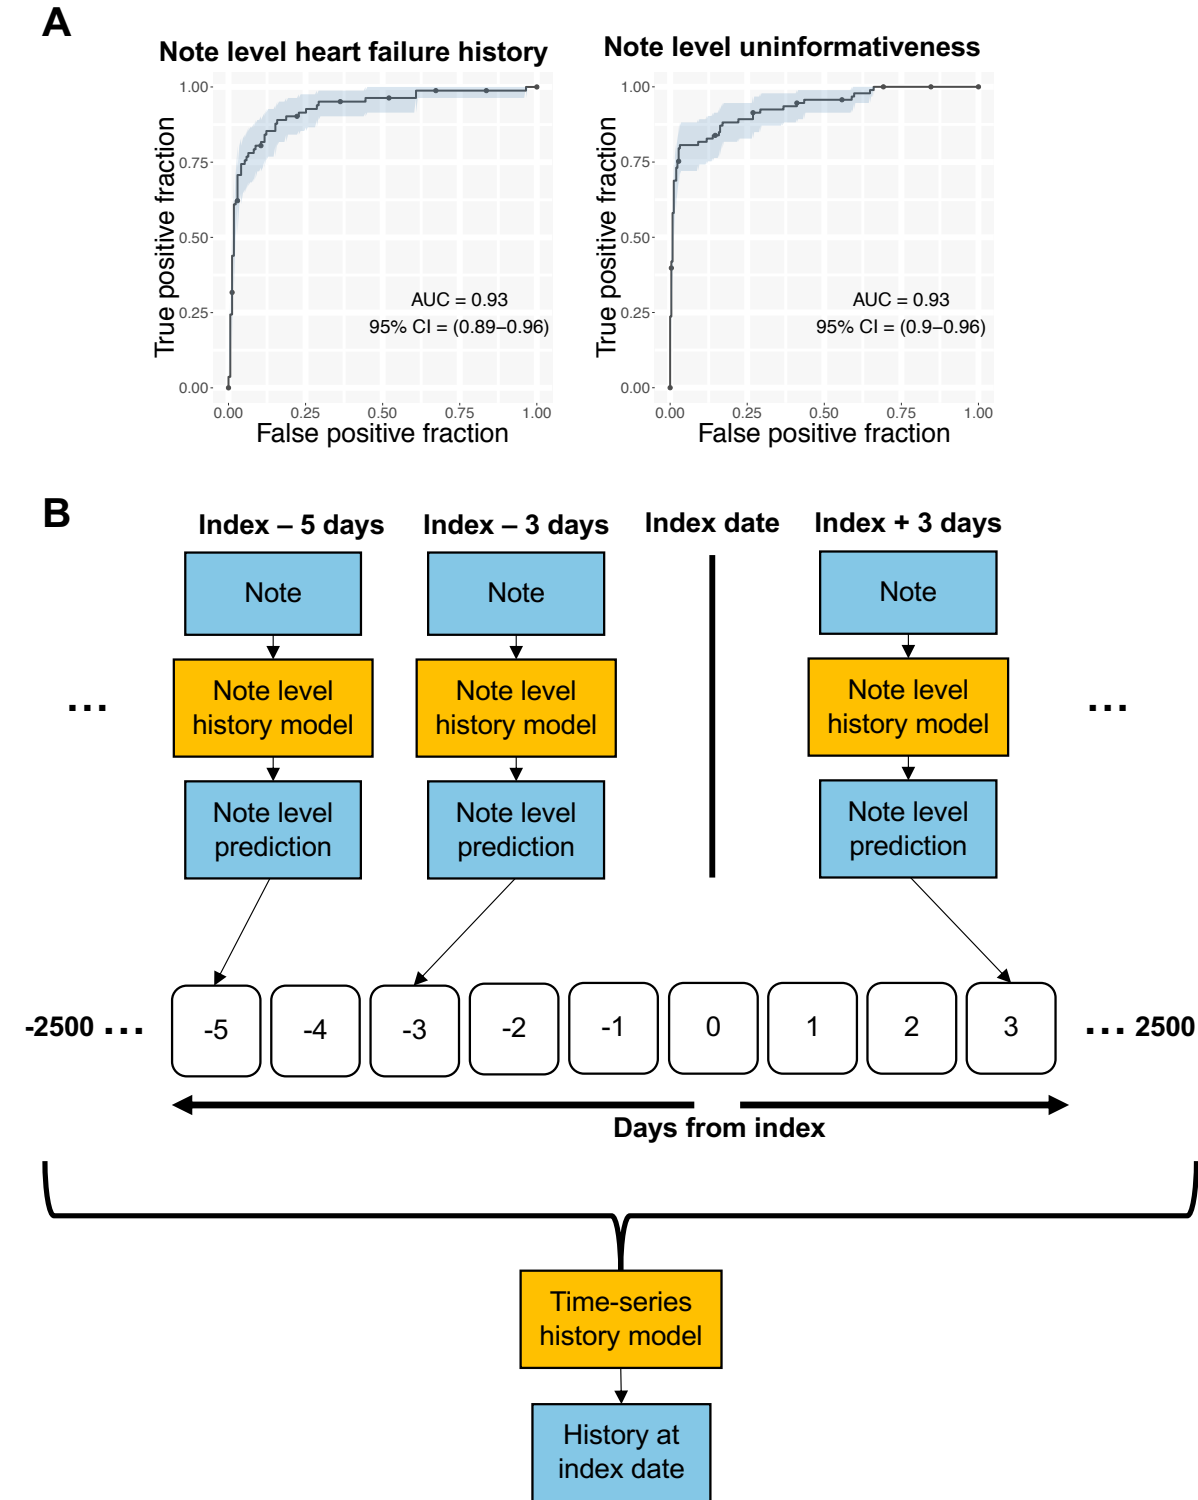 A
Note level heart failure history
Note level uninformativeness
True positive fraction
1.00
0.75
0.50
0.25
0.00
AUC = 0.93
95% CI = (0.89–0.96)
0.00 0.25 0.50 0.75 1.00
False positive fraction
True positive fraction
1.00
0.75
0.50
0.25
0.00
AUC = 0.93
95% CI = (0.9–0.96)
0.00 0.25 0.50 0.75 1.00
False positive fraction
B
Index – 5 days
Index – 3 days
Index date
Index + 3 days
Note
Note
Note
... 
Note level
history model
Note level
history model
Note level
history model
...
Note level
prediction
Note level
prediction
Note level
prediction
-2500 ... -5 -4 -3 -2 -1 0 1 2 3 ... 2500
Days from index
Time-series
history model
History at
index date